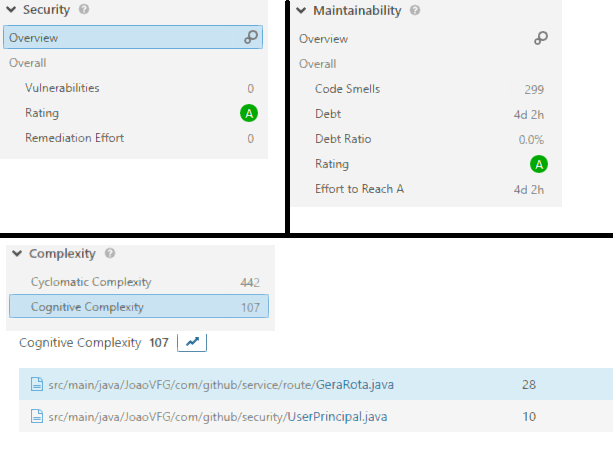 Security
Overview
Overall
Vulnerabilities 0
Rating A
Remediation Effort 0
Maintainability
Overview
Overall
Code Smells 299
Debt 4d 2h
Debt Ratio 0.0%
Rating A
Effort to Reach A 4d 2h
Complexity
Cyclomatic Complexity 442
Cognitive Complexity 107
Cognitive Complexity 107
src/main/java/JoaoVFG/com/github/service/route/GeraRota.java 28
src/main/java/JoaoVFG/com/github/security/UserPrincipal.java 10